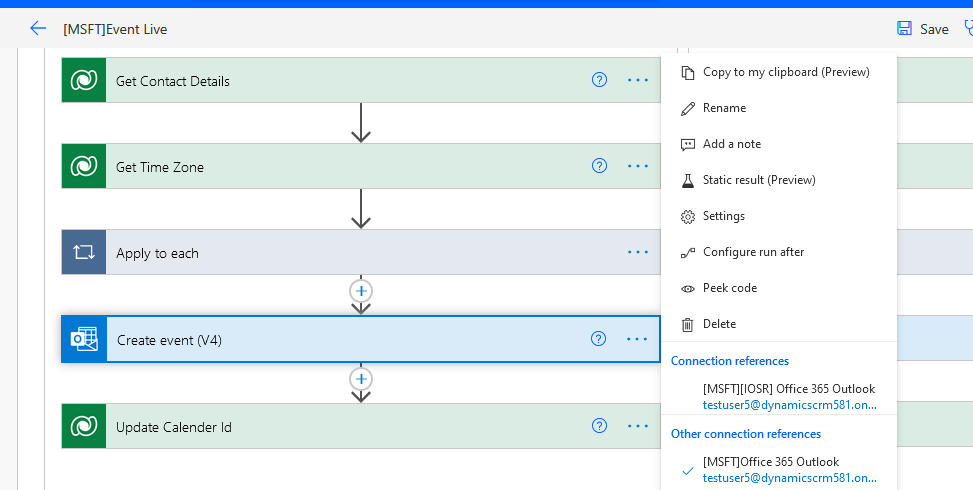 [MSFT]Event Live
Save
Get Contact Details
Get Time Zone
Apply to each
Create event (V4)
Update Calender Id
Copy to my clipboard (Preview)
Rename
Add a note
Static result (Preview)
Settings
Configure run after
Peek code
Delete
Connection references
[MSFT][IOSR] Office 365 Outlook
testuser5@dynamicscrm581.on...
Other connection references
[MSFT]Office 365 Outlook
testuser5@dynamicscrm581.on...